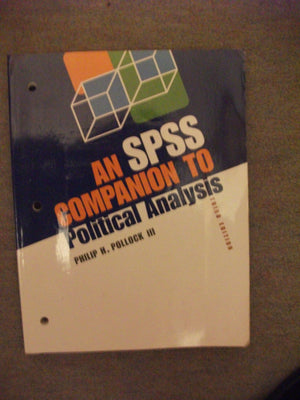 AN SPSS
COMPANION TO
Political Analysis
THIRD EDITION
PHILIP H. POLLOCK III